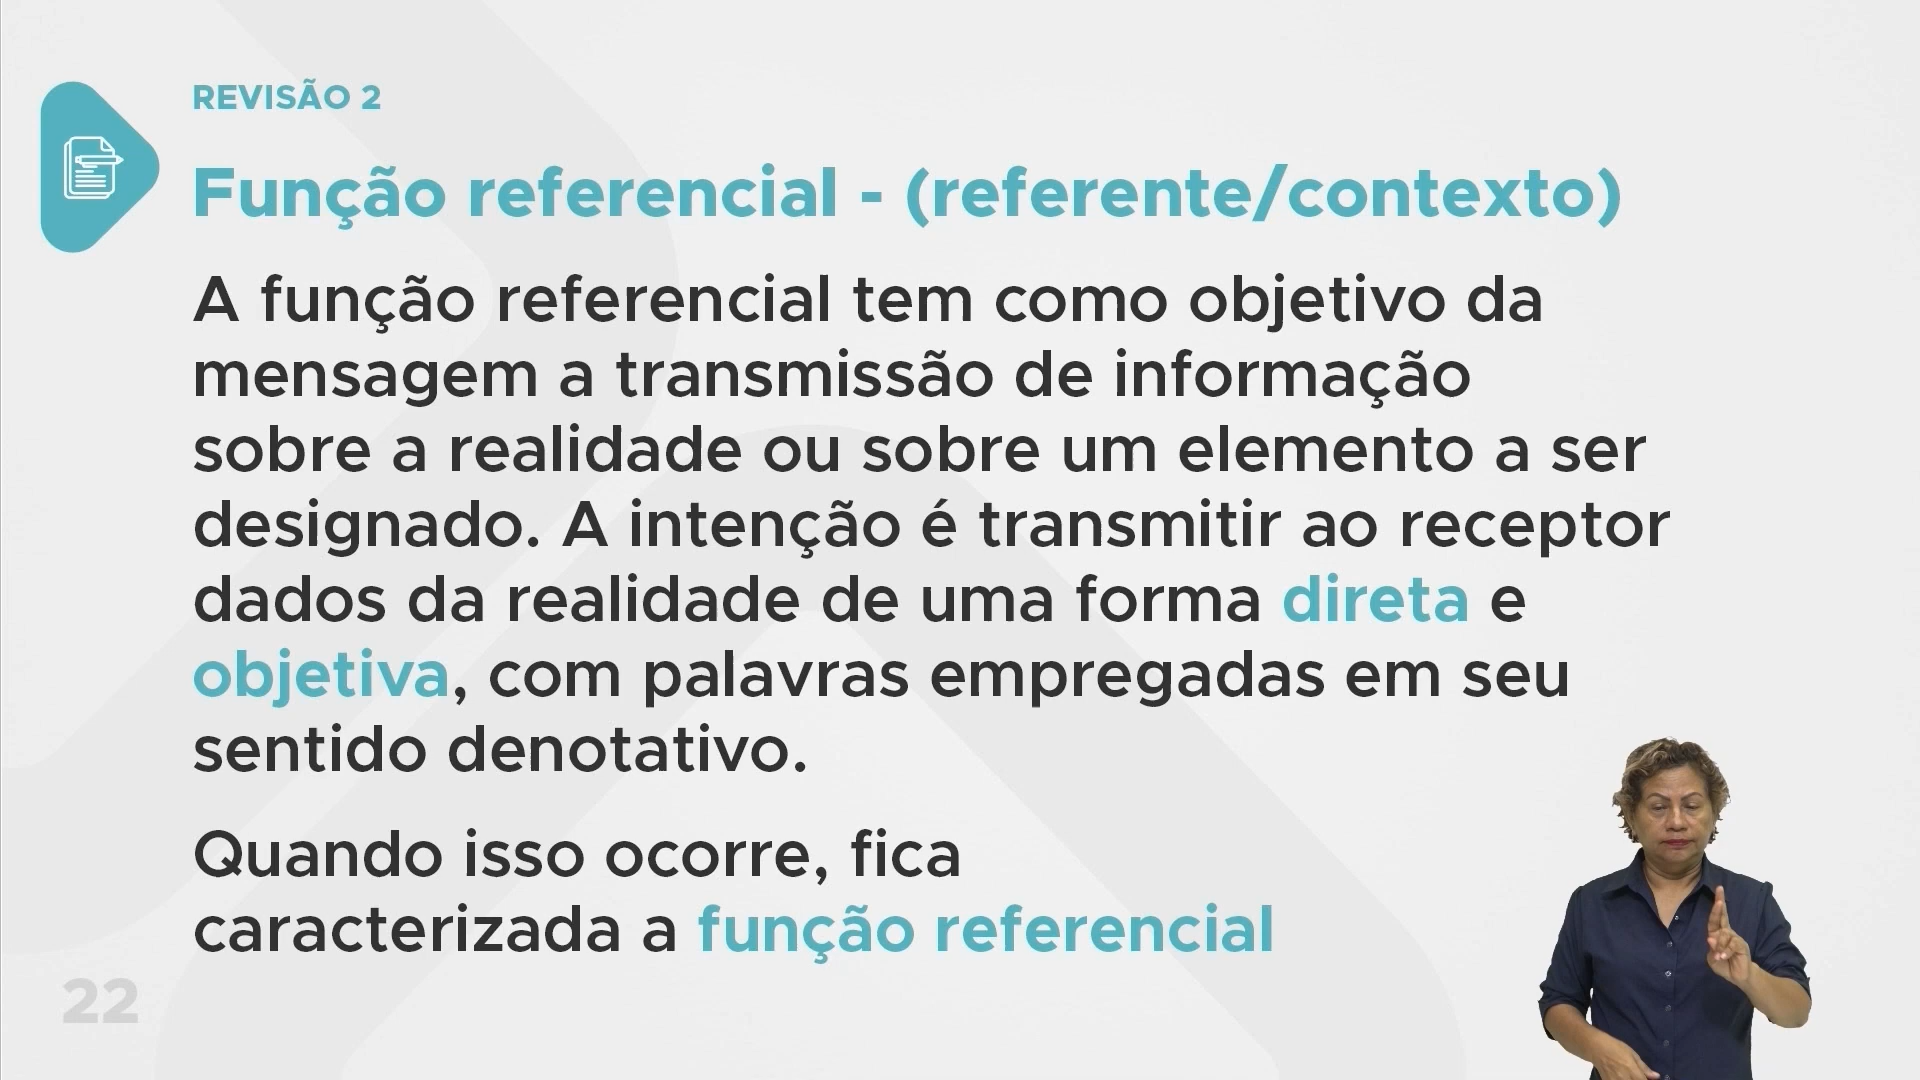 REVISÃO 2
Função referencial - (referente/contexto)
A função referencial tem como objetivo da
mensagem a transmissão de informação
sobre a realidade ou sobre um elemento a ser
designado. A intenção é transmitir ao receptor
dados da realidade de uma forma direta e
objetiva, com palavras empregadas em seu
sentido denotativo.
Quando isso ocorre, fica
caracterizada a função referencial
22